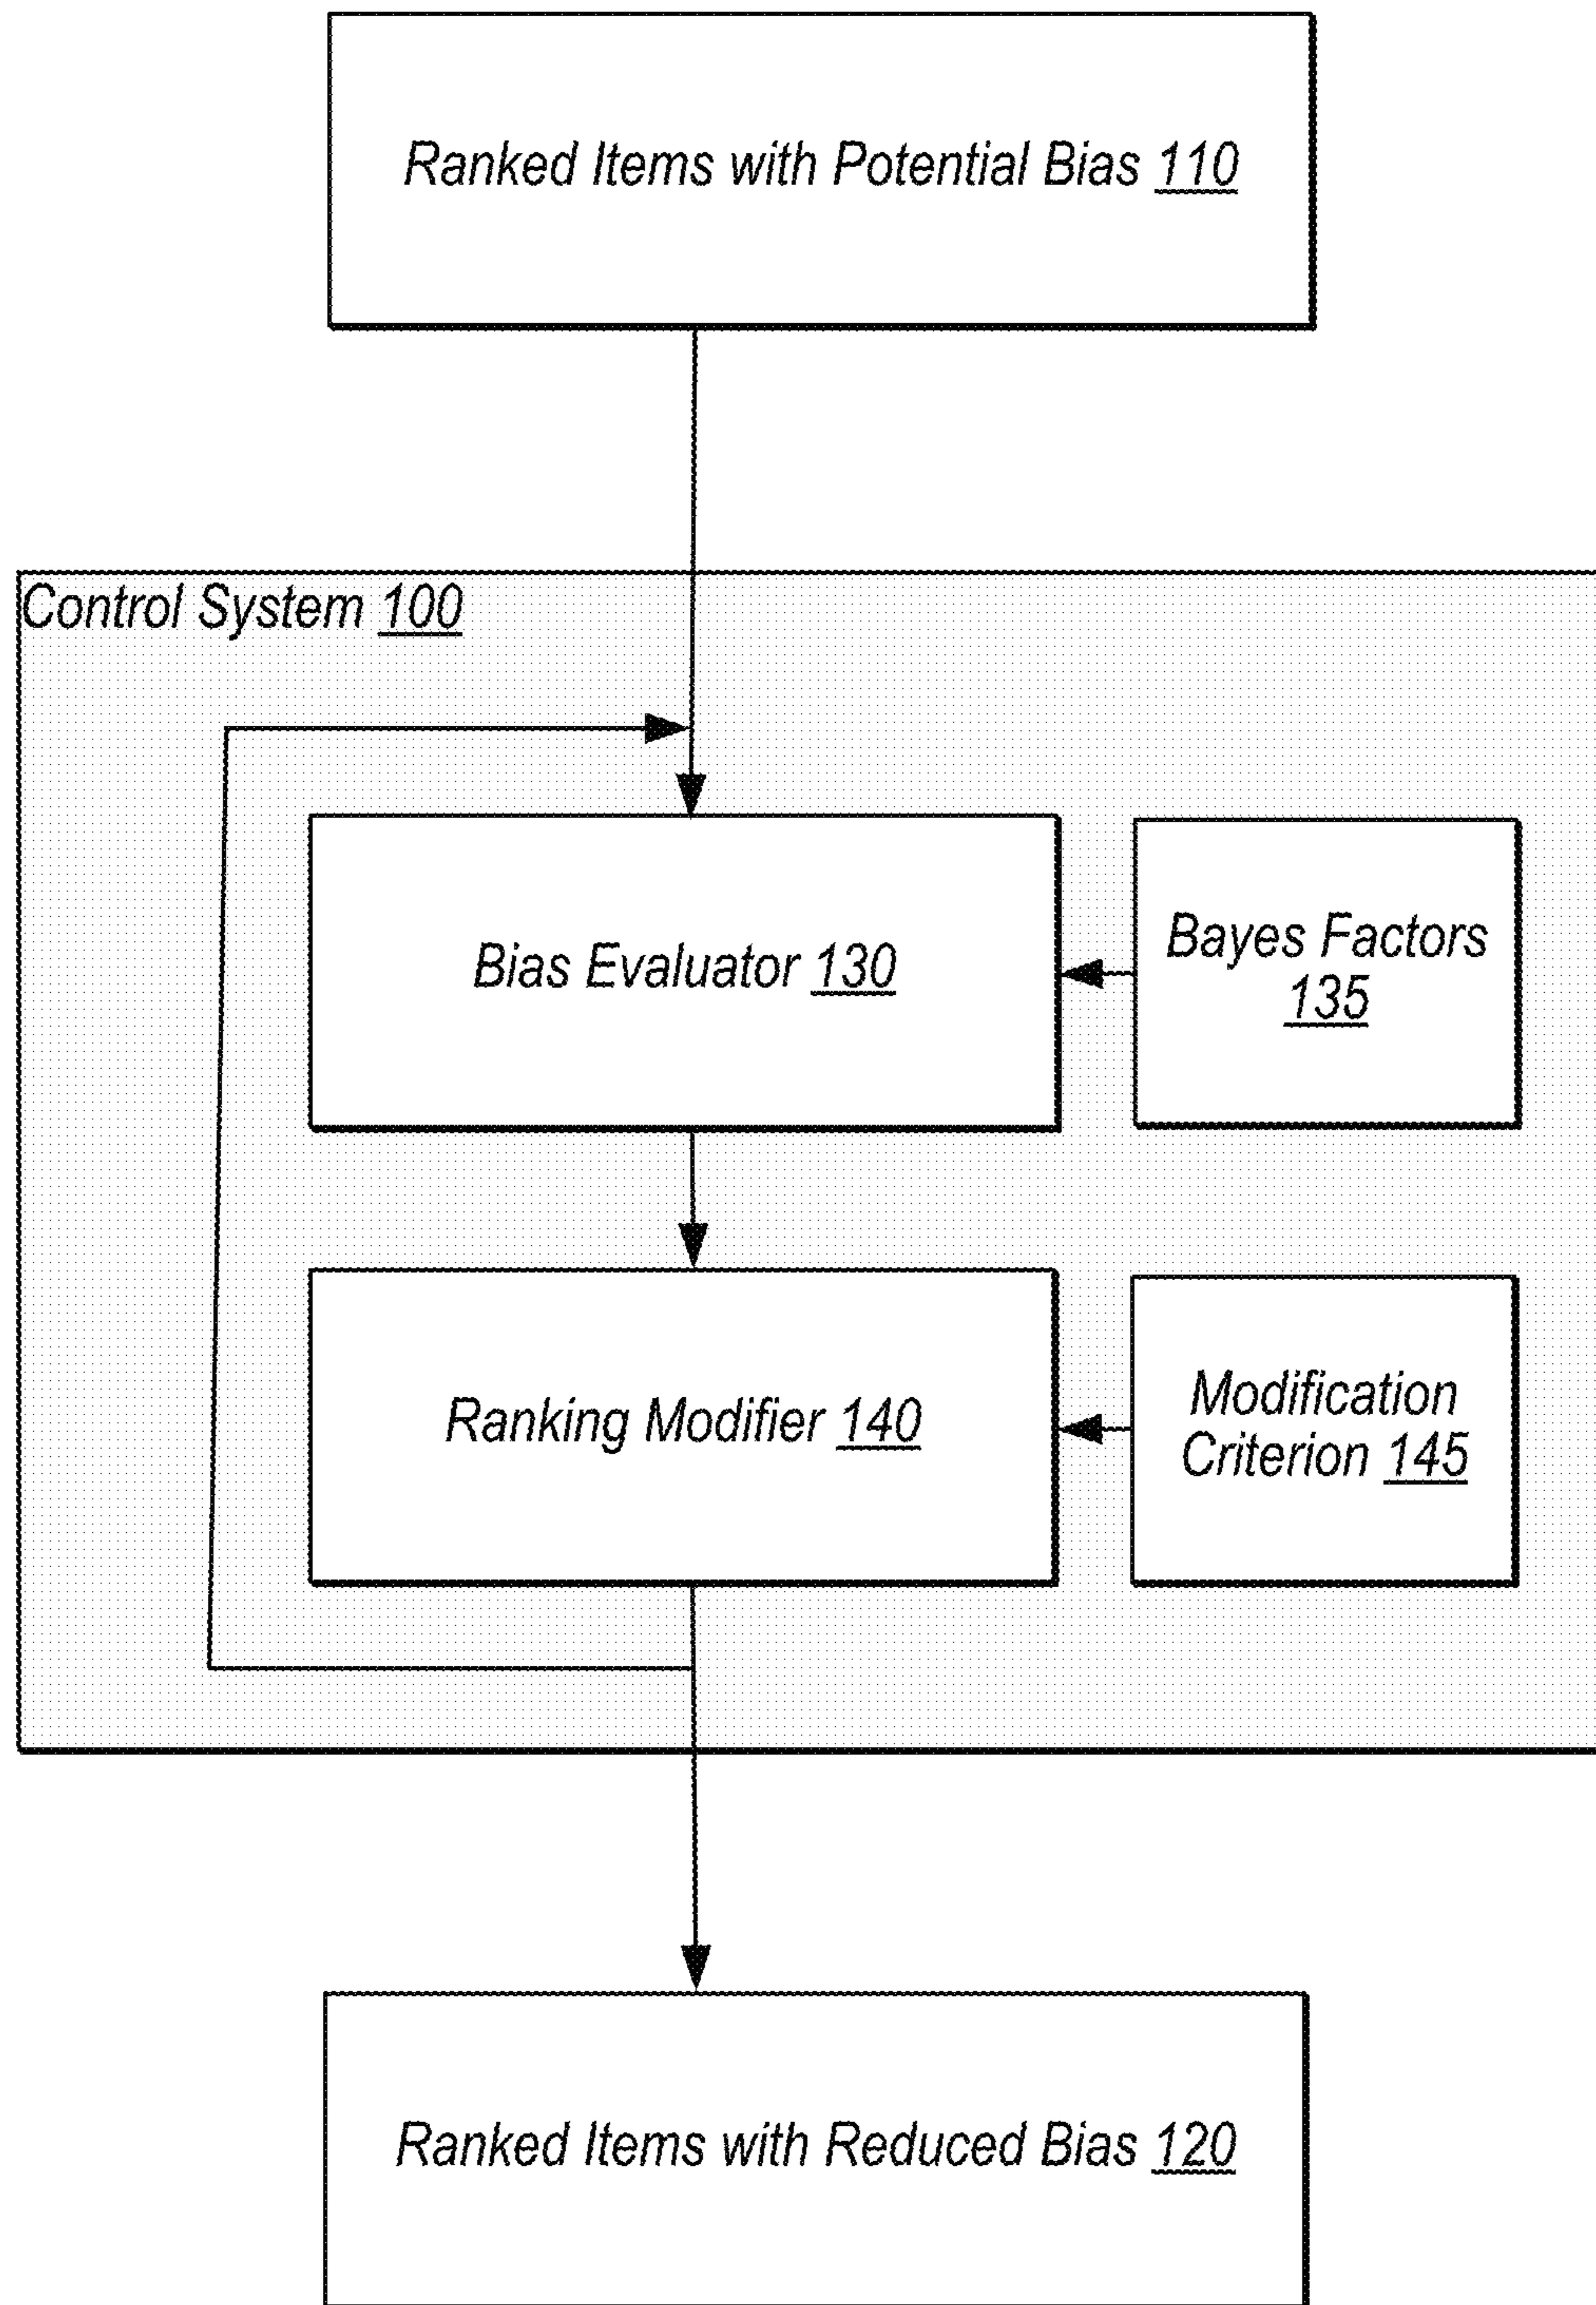 Ranked Items with Potential Bias 110
Control System 100
Bias Evaluator 130
Bayes Factors
135
Ranking Modifier 140
Modification
Criterion 145
Ranked Items with Reduced Bias 120